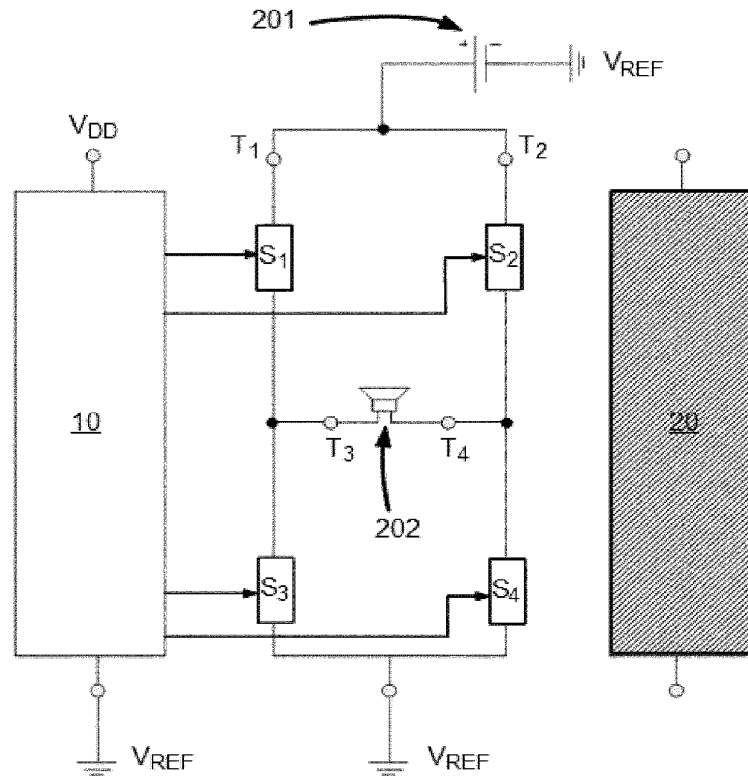 201
V_REF
V_DD
T_1
T_2
S_1
S_2
10
20
T_3
T_4
202
S_3
S_4
V_REF
V_REF